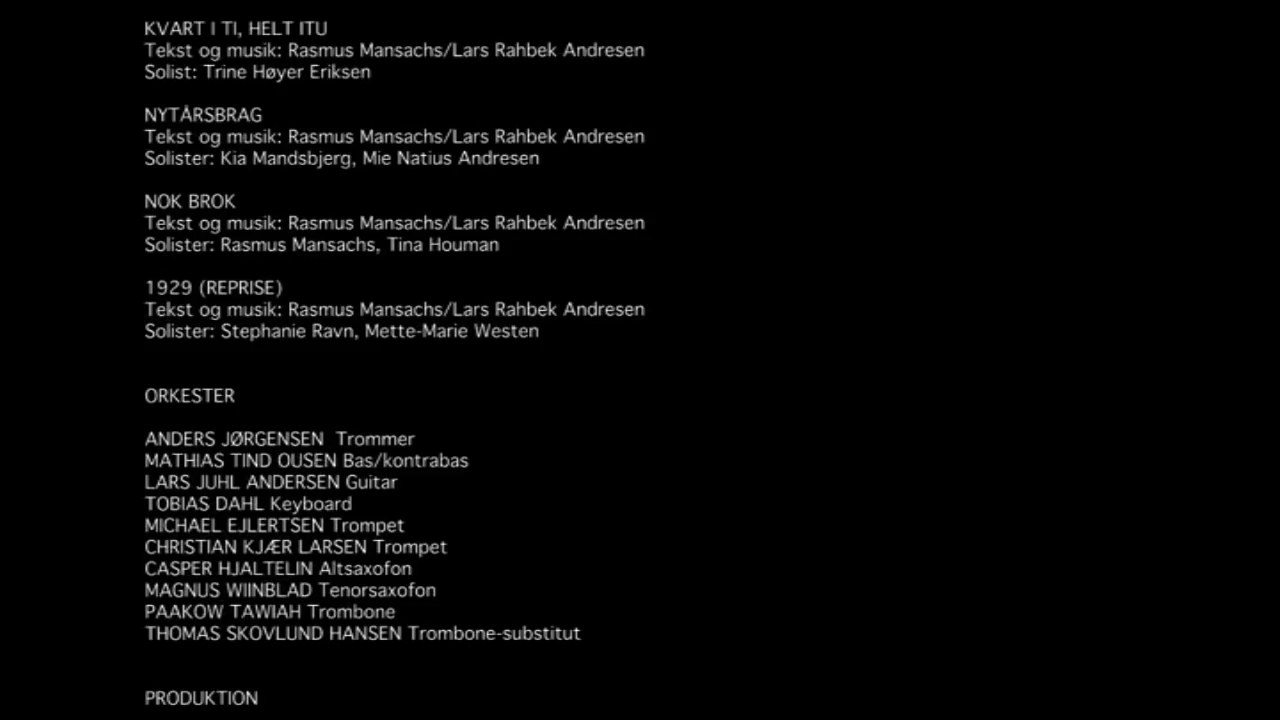 KVART I TI, HELT ITU
Tekst og musik: Rasmus Mansachs/Lars Rahbek Andresen
Solist: Trine Høyer Eriksen
NYTÅRSBRAG
Tekst og musik: Rasmus Mansachs/Lars Rahbek Andresen
Solister: Kia Mandsbjerg, Mie Natius Andresen
NOK BROK
Tekst og musik: Rasmus Mansachs/Lars Rahbek Andresen
Solister: Rasmus Mansachs, Tina Houman
1929 (REPRISE)
Tekst og musik: Rasmus Mansachs/Lars Rahbek Andresen
Solister: Stephanie Ravn, Mette-Marie Westen
ORKESTER
ANDERS JØRGENSEN  Trommer
MATHIAS TIND OUSEN Bas/kontrabas
LARS JUHL ANDERSEN Guitar
TOBIAS DAHL Keyboard
MICHAEL EJLERTSEN Trompet
CHRISTIAN KJÆR LARSEN Trompet
CASPER HJALTELIN Altsaxofon
MAGNUS WIINBLAD Tenorsaxofon
PAAKOW TAWIAH Trombone
THOMAS SKOVLUND HANSEN Trombone-substitut
PRODUKTION